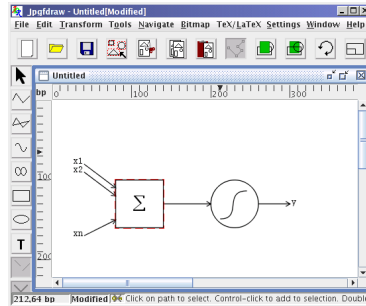 Jpgfdraw - Untitled[Modified]
File Edit Transform Tools Navigate Bitmap TeX/LaTeX Settings Window Help
Untitled
bp 0 100 200 300
100
200
x1
x2
xn
Σ
y
T
212,64 bp Modified Click on path to select. Control-click to add to selection. Doubl